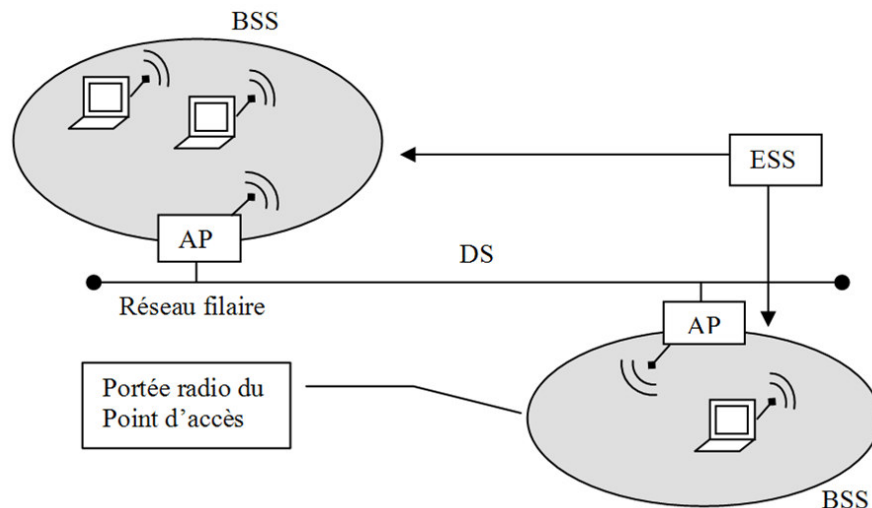 BSS
ESS
AP
DS
Réseau filaire
AP
Portée radio du
Point d'accès
BSS